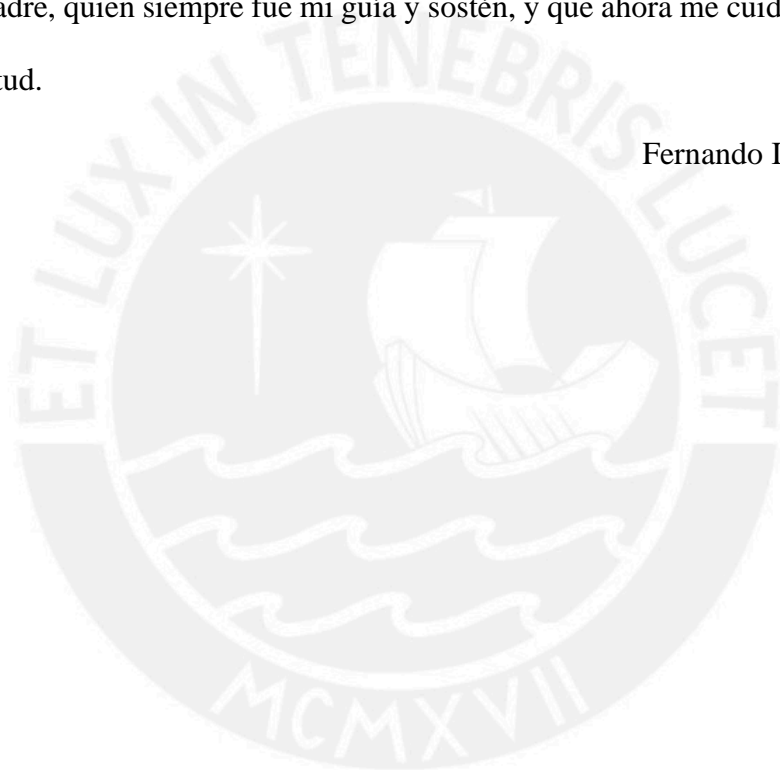 adre, quien siempre fue mi guía y sostén, y que ahora me cuid
tud.
Fernando I
ET LUX IN TENEBRIS LUCET
MCMXVII